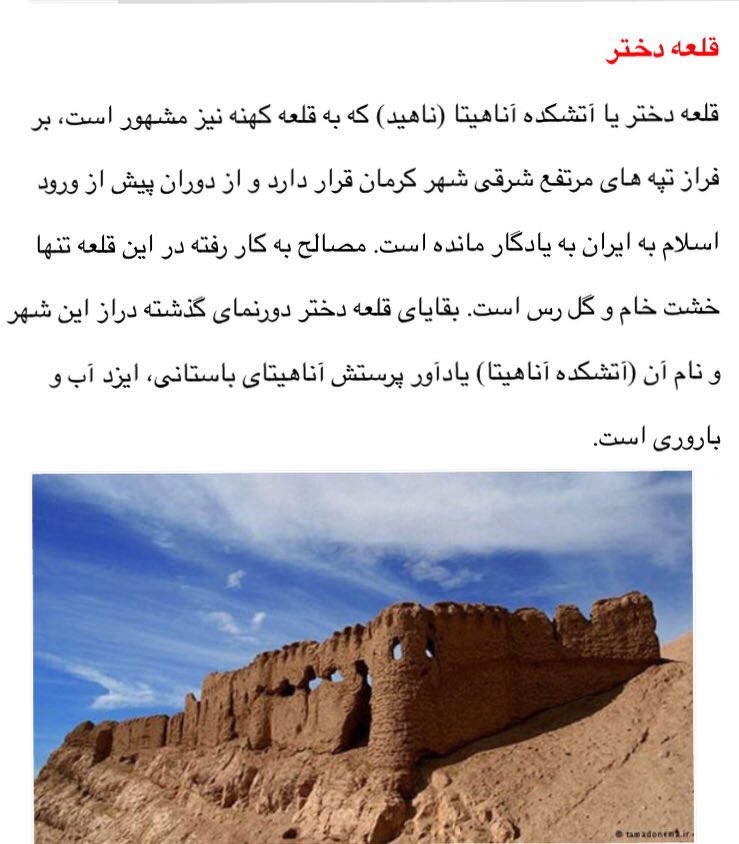 قلعه دختر
قلعه دختر یا آتشکده آناهیتا (ناهید) که به قلعه کهنه نیز مشهور است، بر
فراز تپه های مرتفع شرقی شهر کرمان قرار دارد و از دوران پیش از ورود
اسلام به ایران به یادگار مانده است. مصالح به کار رفته در این قلعه تنها
خشت خام و گل رس است. بقایای قلعه دختر دورنمای گذشته دراز این شهر
و نام آن (آتشکده آناهیتا) یادآور پرستش آناهیتای باستانی، ایزد آب و
باروری است.
© tamadonema.ir